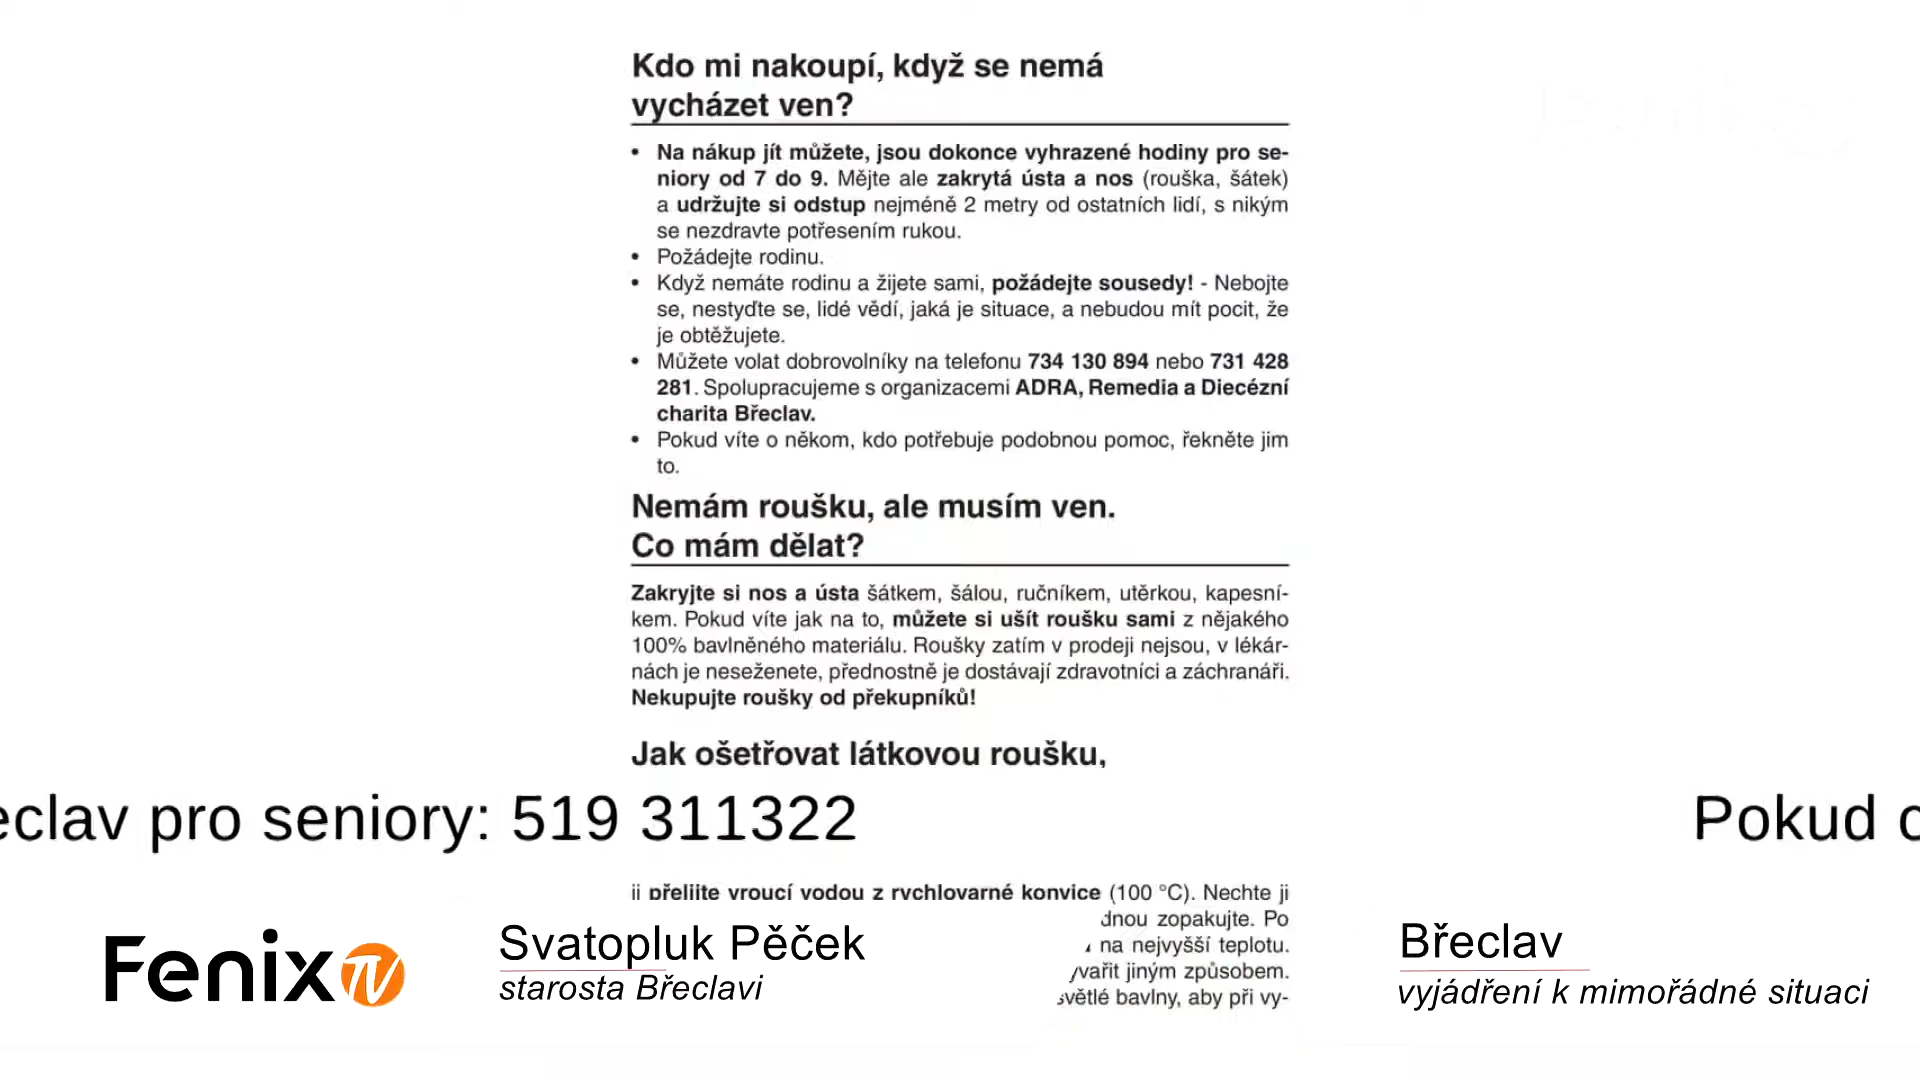 Kdo mi nakoupí, když se nemá
vycházet ven?
• Na nákup jít můžete, jsou dokonce vyhrazené hodiny pro se-
niory od 7 do 9. Mějte ale zakrytá ústa a nos (rouška, šátek)
a udržujte si odstup nejméně 2 metry od ostatních lidí, s nikým
se nezdravte potřesením rukou.
• Požádejte rodinu.
• Když nemáte rodinu a žijete sami, požádejte sousedy! - Nebojte
se, nestyďte se, lidé vědí, jaká je situace, a nebudou mít pocit, že
je obtěžujete.
• Můžete volat dobrovolníky na telefonu 734 130 894 nebo 731 428
281. Spolupracujeme s organizacemi ADRA, Remedia a Diecézní
charita Břeclav.
• Pokud víte o někom, kdo potřebuje podobnou pomoc, řekněte jim
to.
Nemám roušku, ale musím ven.
Co mám dělat?
Zakryjte si nos a ústa šátkem, šálou, ručníkem, utěrkou, kapesní-
kem. Pokud víte jak na to, můžete si ušít roušku sami z nějakého
100% bavlněného materiálu. Roušky zatím v prodeji nejsou, v lékár-
nách je neseženete, přednostně je dostávají zdravotníci a záchranáři.
Nekupujte roušky od překupníků!
Jak ošetřovat látkovou roušku,
eclav pro seniory: 519 311322
Pokud
ji přelijte vroucí vodou z rychlovarné konvice (100 °C). Nechte ji
zopakujte. Po
na nejvyšší teplotu.
jiným způsobem.
bavlny, aby při vy-
Fenix TV
Svatopluk Pěček
starosta Břeclavi
Břeclav
vyjádření k mimořádné situaci